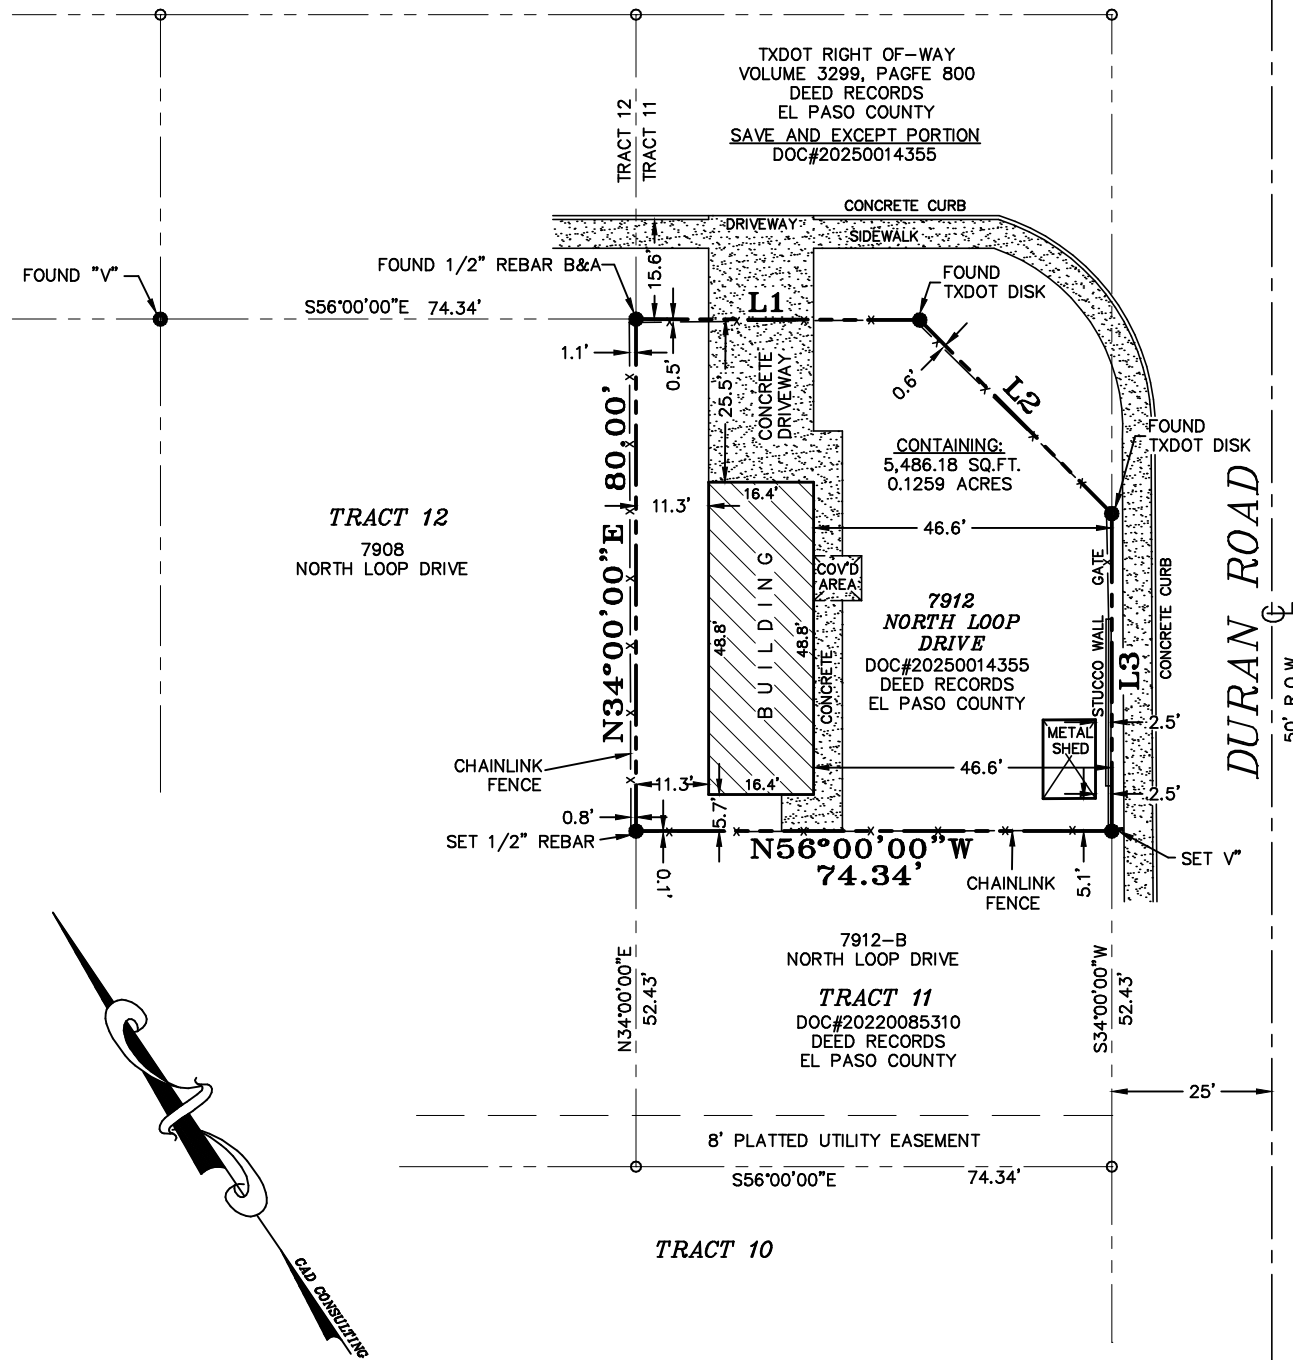 TXDOT RIGHT OF-WAY
VOLUME 3299, PAGFE 800
DEED RECORDS
EL PASO COUNTY
SAVE AND EXCEPT PORTION
DOC#20250014355
TRACT 12
TRACT 11
CONCRETE CURB
DRIVEWAY
SIDEWALK
FOUND "V"
FOUND 1/2" REBAR B&A
15.6'
FOUND
TXDOT DISK
S56°00'00"E 74.34'
L1
1.1'
0.5'
25.5'
CONCRETE
DRIVEWAY
0.6'
L2
FOUND
TXDOT DISK
CONTAINING:
5,486.18 SQ.FT.
0.1259 ACRES
N34°00'00"E 80.00'
TRACT 12
7908
NORTH LOOP DRIVE
11.3'
16.4'
46.6'
BUILDING
48.8'
48.8'
COV'D
AREA
GATE
CONCRETE CURB
7912
NORTH LOOP
DRIVE
DOC#20250014355
DEED RECORDS
EL PASO COUNTY
CONCRETE
STUCCO WALL
L3
DURAN ROAD
℄
50' R.O.W.
METAL
SHED
2.5'
CHAINLINK
FENCE
11.3'
16.4'
46.6'
2.5'
5.7'
0.8'
SET 1/2" REBAR
0.1'
N56°00'00"W
74.34'
CHAINLINK
FENCE
5.1'
SET V"
7912-B
NORTH LOOP DRIVE
TRACT 11
DOC#20220085310
DEED RECORDS
EL PASO COUNTY
N34°00'00"E
52.43'
S34°00'00"W
52.43'
25'
8' PLATTED UTILITY EASEMENT
S56°00'00"E 74.34'
TRACT 10
CAD CONSULTING